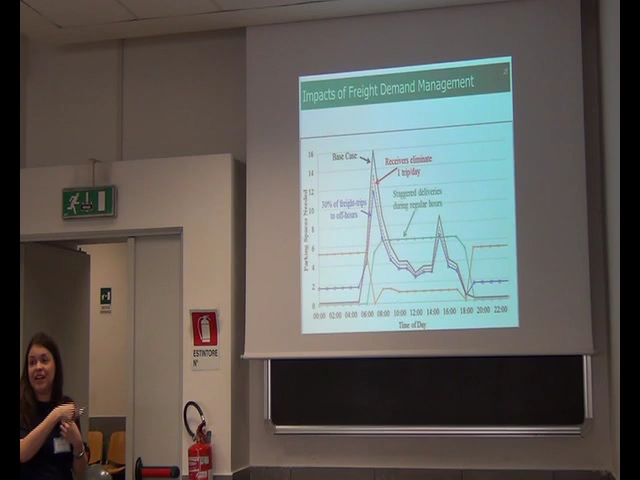 Impacts of Freight Demand Management
Base Case
Receivers eliminate
1 trip/day
30% of freight-trips
to off-hours
Staggered deliveries
during regular hours
Parking Spaces Needed
16
14
12
10
8
6
4
2
0
00:00 02:00 04:00 06:00 08:00 10:00 12:00 14:00 16:00 18:00 20:00 22:00
Time of Day
ESTINTORE
N°